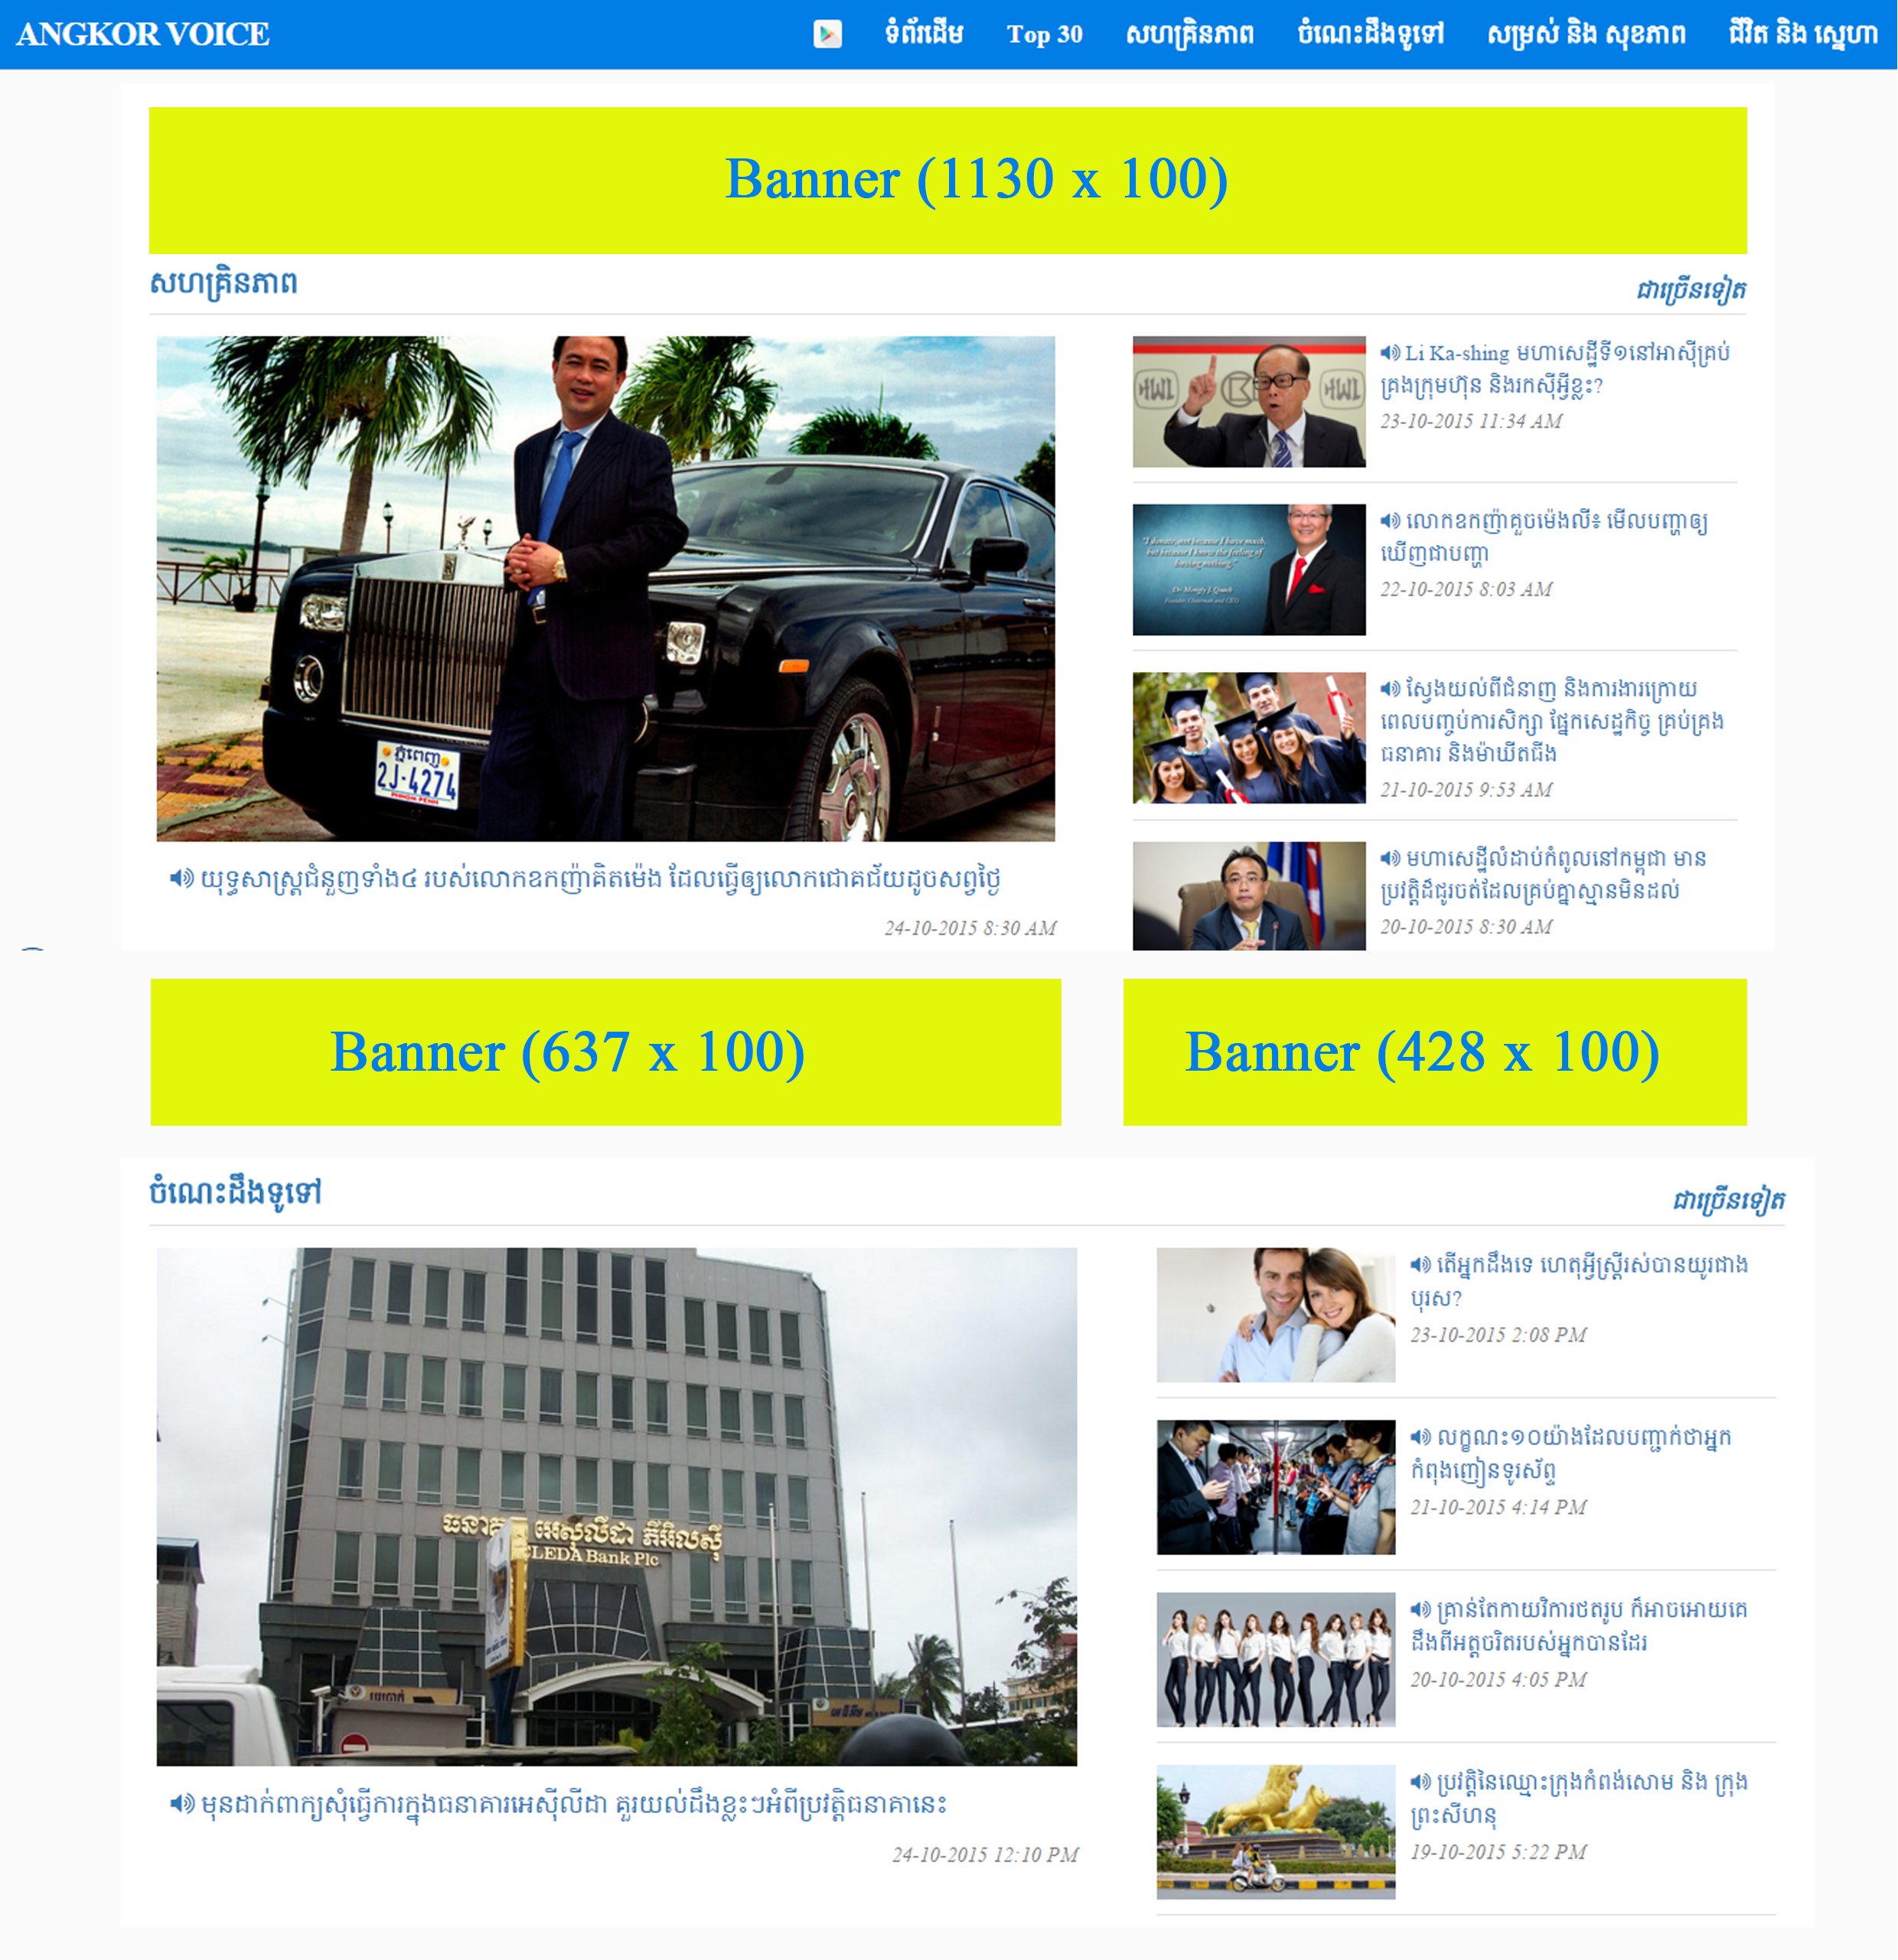 ANGKOR VOICE
ទំព័រដើម
Top 30
សហគ្រិនភាព
ចំណេះដឹងទូទៅ
សម្រស់ និង សុខភាព
ជីវិត និង ស្នេហា
Banner (1130 x 100)
សហគ្រិនភាព
ជាច្រើនទៀត
ភ្នំពេញ
2J-4274
PHNOM PENH
យុទ្ធសាស្ត្រជំនួញទាំង៤ របស់លោកឧកញ៉ាគិតម៉េង ដែលធ្វើឲ្យលោកជោគជ័យដូចសព្វថ្ងៃ
24-10-2015 8:30 AM
Li Ka-shing មហាសេដ្ឋីទី១នៅអាស៊ីគ្រប់
គ្រងក្រុមហ៊ុន និងរកស៊ីអ្វីខ្លះ?
23-10-2015 11:34 AM
"I donate, not because I have much,
but because I know the feeling of
having nothing."
Dr. Mengly J. Quach
Founder, Chairman and CEO
លោកឧកញ៉ាគួចម៉េងលី៖ មើលបញ្ហាឲ្យ
ឃើញជាបញ្ហា
22-10-2015 8:03 AM
ស្វែងយល់ពីជំនាញ និងការងារក្រោយ
ពេលបញ្ចប់ការសិក្សា ផ្នែកសេដ្ឋកិច្ច គ្រប់គ្រង
ធនាគារ និងម៉ាឃីតធីង
21-10-2015 9:53 AM
មហាសេដ្ឋីលំដាប់កំពូលនៅកម្ពុជា មាន
ប្រវត្តិដ៏ជូរចត់ដែលគ្រប់គ្នាស្មានមិនដល់
20-10-2015 8:30 AM
Banner (637 x 100)
Banner (428 x 100)
ចំណេះដឹងទូទៅ
ជាច្រើនទៀត
អេស៊ីលីដា ភីអិលស៊ី
LEDA Bank Plc
មុនដាក់ពាក្យសុំធ្វើការក្នុងធនាគារអេស៊ីលីដា គួរយល់ដឹងខ្លះៗអំពីប្រវត្តិធនាគានេះ
24-10-2015 12:10 PM
តើអ្នកដឹងទេ ហេតុអ្វីស្ត្រីរស់បានយូរជាង
បុរស?
23-10-2015 2:08 PM
លក្ខណះ១០យ៉ាងដែលបញ្ជាក់ថាអ្នក
កំពុងញៀនទូរស័ព្ទ
21-10-2015 4:14 PM
គ្រាន់តែកាយវិការថតរូប ក៏អាចអោយគេ
ដឹងពីអត្តចរិតរបស់អ្នកបានដែរ
20-10-2015 4:05 PM
ប្រវត្តិនៃឈ្មោះក្រុងកំពង់សោម និង ក្រុង
ព្រះសីហនុ
19-10-2015 5:22 PM